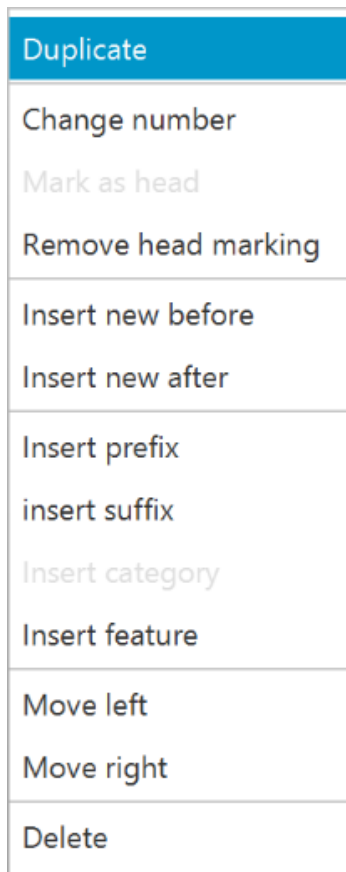 Duplicate
Change number
Mark as head
Remove head marking
Insert new before
Insert new after
Insert prefix
insert suffix
Insert category
Insert feature
Move left
Move right
Delete